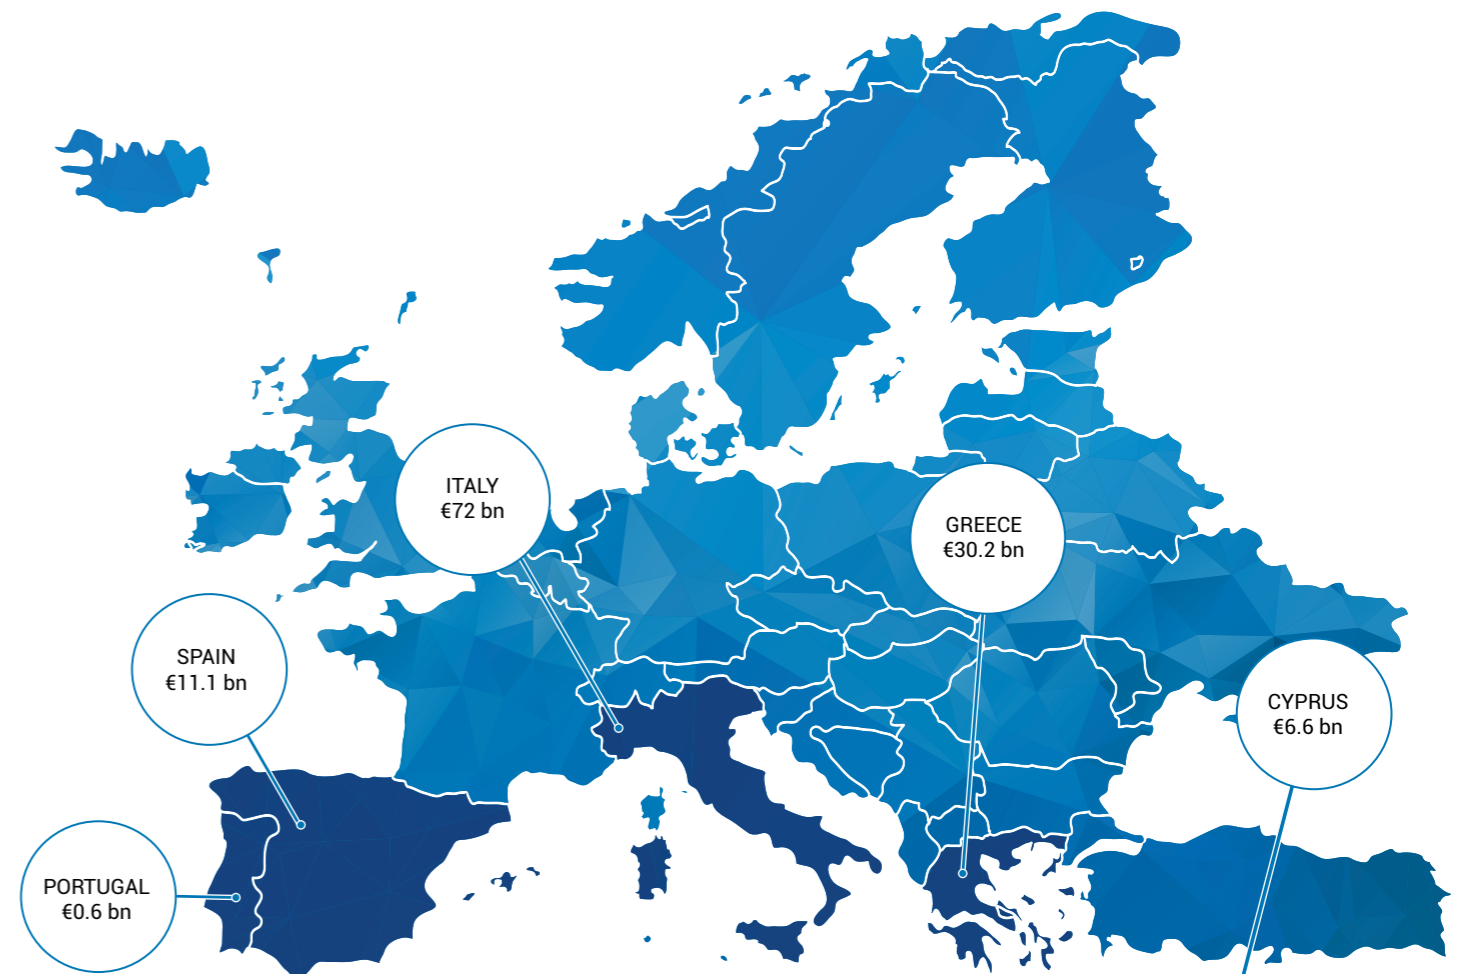 ITALY
€72 bn
GREECE
€30.2 bn
SPAIN
€11.1 bn
CYPRUS
€6.6 bn
PORTUGAL
€0.6 bn